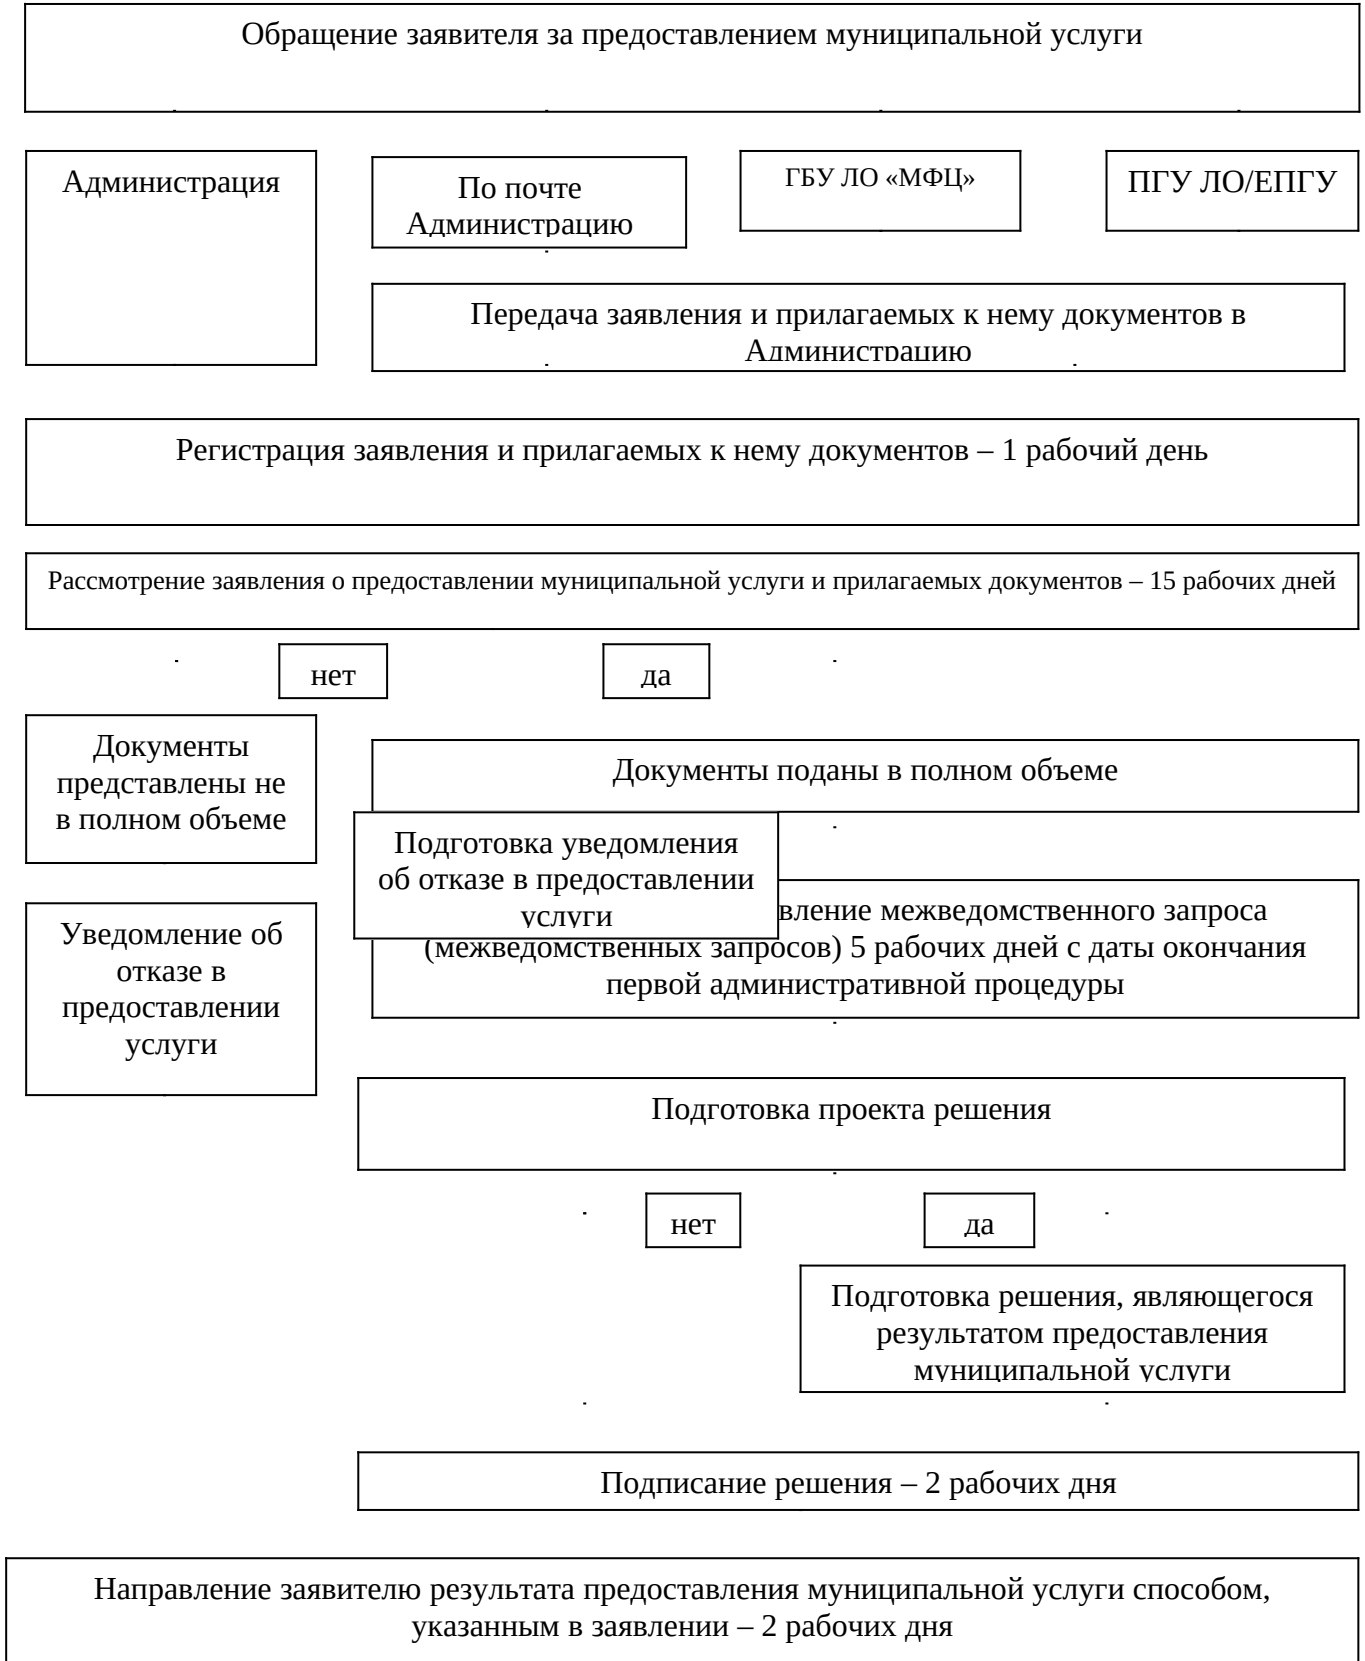 Обращение заявителя за предоставлением муниципальной услуги
Администрация
По почте
Администрацию
ГБУ ЛО «МФЦ»
ПГУ ЛО/ЕПГУ
Передача заявления и прилагаемых к нему документов в
Администрацию
Регистрация заявления и прилагаемых к нему документов – 1 рабочий день
Рассмотрение заявления о предоставлении муниципальной услуги и прилагаемых документов – 15 рабочих дней
нет
да
Документы
представлены не
в полном объеме
Документы поданы в полном объеме
Подготовка уведомления
об отказе в предоставлении
услуги
межведомственного запроса
(межведомственных запросов) 5 рабочих дней с даты окончания
первой административной процедуры
Уведомление об
отказе в
предоставлении
услуги
Подготовка проекта решения
нет
да
Подготовка решения, являющегося
результатом предоставления
муниципальной услуги
Подписание решения – 2 рабочих дня
Направление заявителю результата предоставления муниципальной услуги способом,
указанным в заявлении – 2 рабочих дня